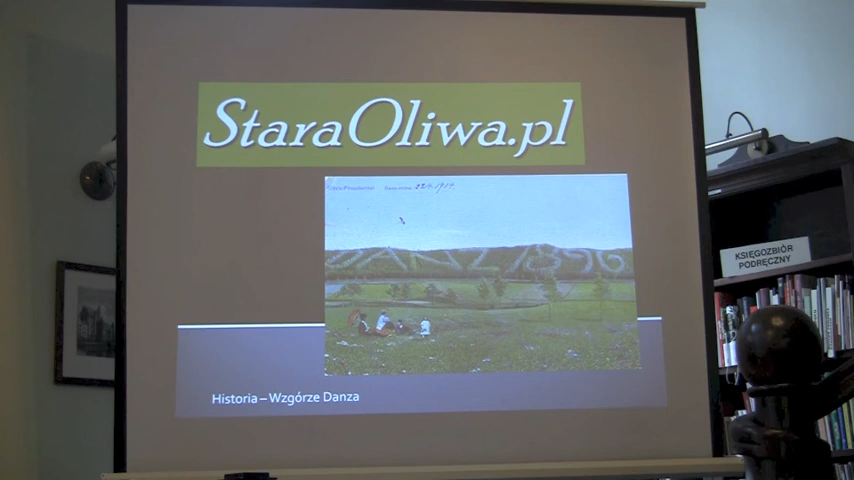 StaraOliwa.pl
DANZ 1896
Historia – Wzgórze Danza
KSIĘGOZBIÓR
PODRĘCZNY